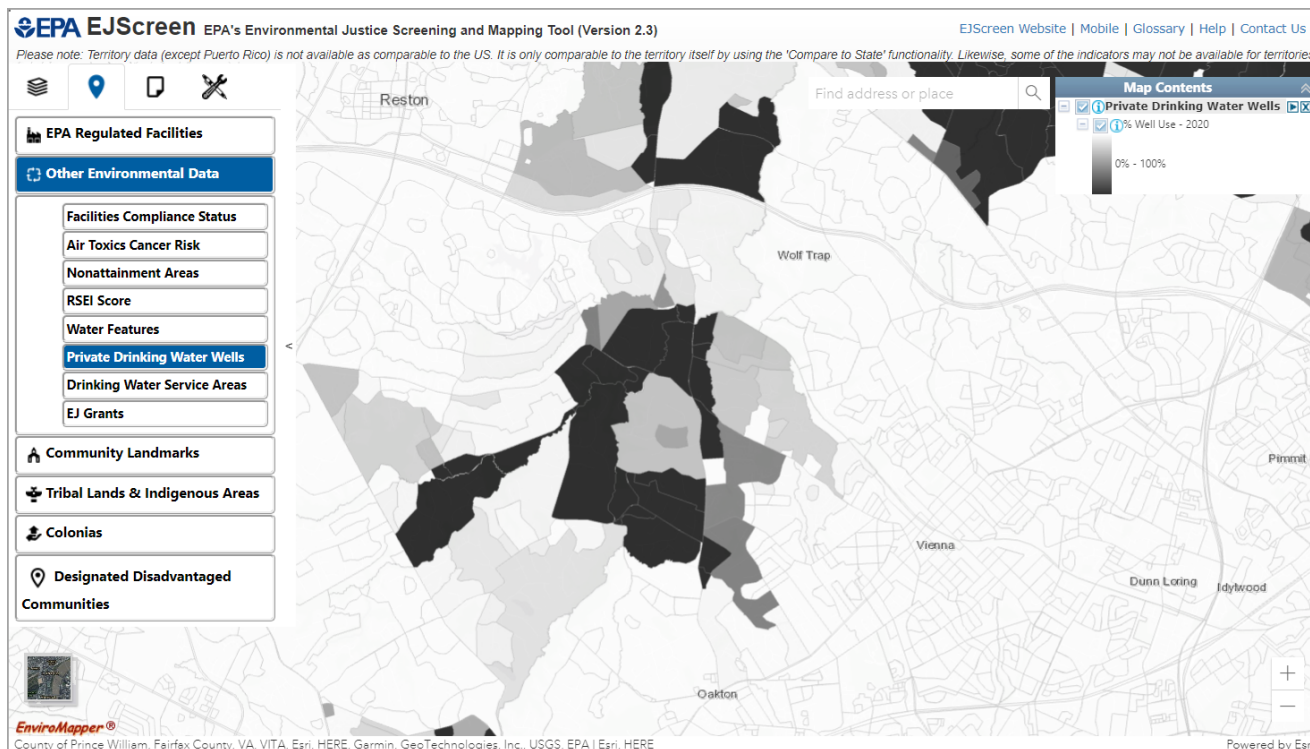 EPA EJScreen EPA's Environmental Justice Screening and Mapping Tool (Version 2.3)
EJScreen Website | Mobile | Glossary | Help | Contact Us
Please note: Territory data (except Puerto Rico) is not available as comparable to the US. It is only comparable to the territory itself by using the 'Compare to State' functionality. Likewise, some of the indicators may not be available for territories
Find address or place
Map Contents
Private Drinking Water Wells
% Well Use - 2020
0% - 100%
EPA Regulated Facilities
Other Environmental Data
Facilities Compliance Status
Air Toxics Cancer Risk
Nonattainment Areas
RSEI Score
Water Features
Private Drinking Water Wells
Drinking Water Service Areas
EJ Grants
Community Landmarks
Tribal Lands & Indigenous Areas
Colonias
Designated Disadvantaged
Communities
<
Reston
Wolf Trap
Pimmit
Vienna
Dunn Loring
Idylwood
Oakton
+
−
EnviroMapper ®
County of Prince William, Fairfax County, VA, VITA, Esri, HERE, Garmin, GeoTechnologies, Inc., USGS, EPA | Esri, HERE
Powered by Esri